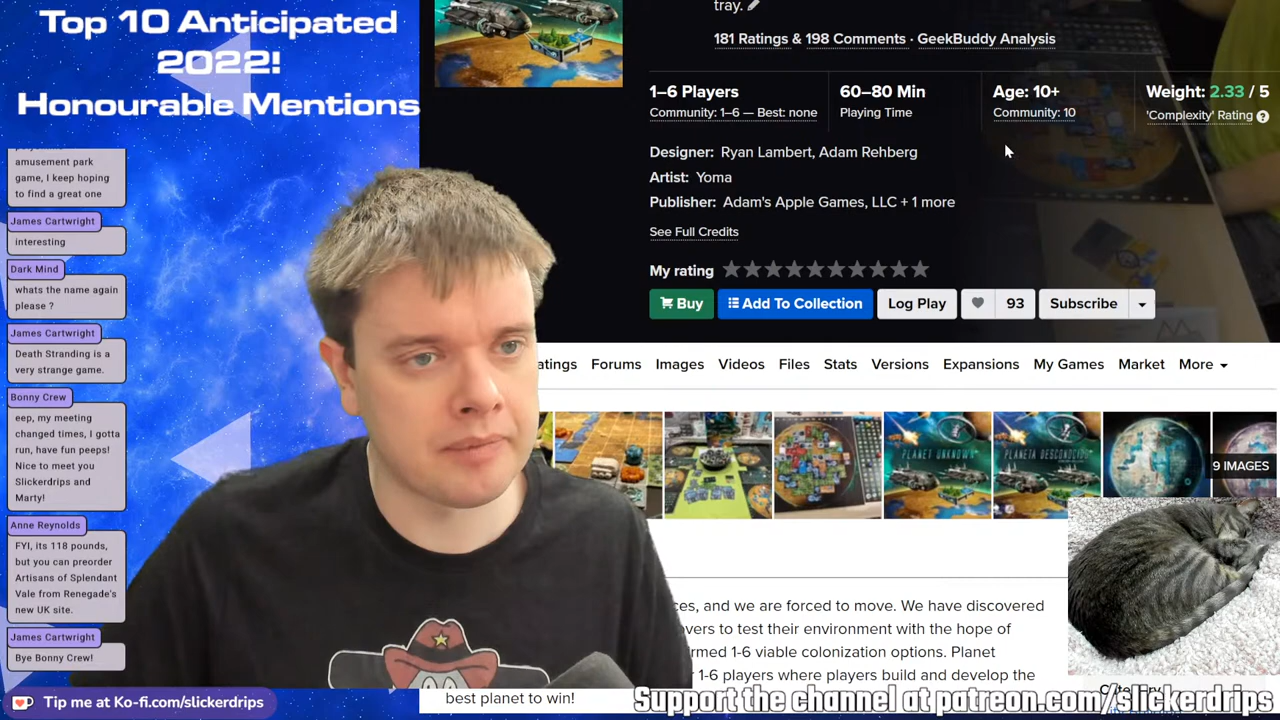 Top 10 Anticipated
2022!
Honourable Mentions
amusement park
game, I keep hoping
to find a great one
James Cartwright
interesting
Dark Mind
whats the name again
please ?
James Cartwright
Death Stranding is a
very strange game.
Bonny Crew
eep, my meeting
changed times, I gotta
run, have fun peeps!
Nice to meet you
Slickerdrips and
Marty!
Anne Reynolds
FYI, its 118 pounds,
but you can preorder
Artisans of Splendant
Vale from Renegade's
new UK site.
James Cartwright
Bye Bonny Crew!
Tip me at Ko-fi.com/slickerdrips
tray.
181 Ratings & 198 Comments · GeekBuddy Analysis
1–6 Players
Community: 1–6 — Best: none
60–80 Min
Playing Time
Age: 10+
Community: 10
Weight: 2.33 / 5
'Complexity' Rating ?
Designer: Ryan Lambert, Adam Rehberg
Artist: Yoma
Publisher: Adam's Apple Games, LLC + 1 more
See Full Credits
My rating
Buy Add To Collection Log Play 93 Subscribe
atings Forums Images Videos Files Stats Versions Expansions My Games Market More
PLANET UNKNOWN
PLANETA DESCONOCIDO
9 IMAGES
ces, and we are forced to move. We have discovered
overs to test their environment with the hope of
rmed 1-6 viable colonization options. Planet
1-6 players where players build and develop the
best planet to win!
Support the channel at patreon.com/slickerdrips